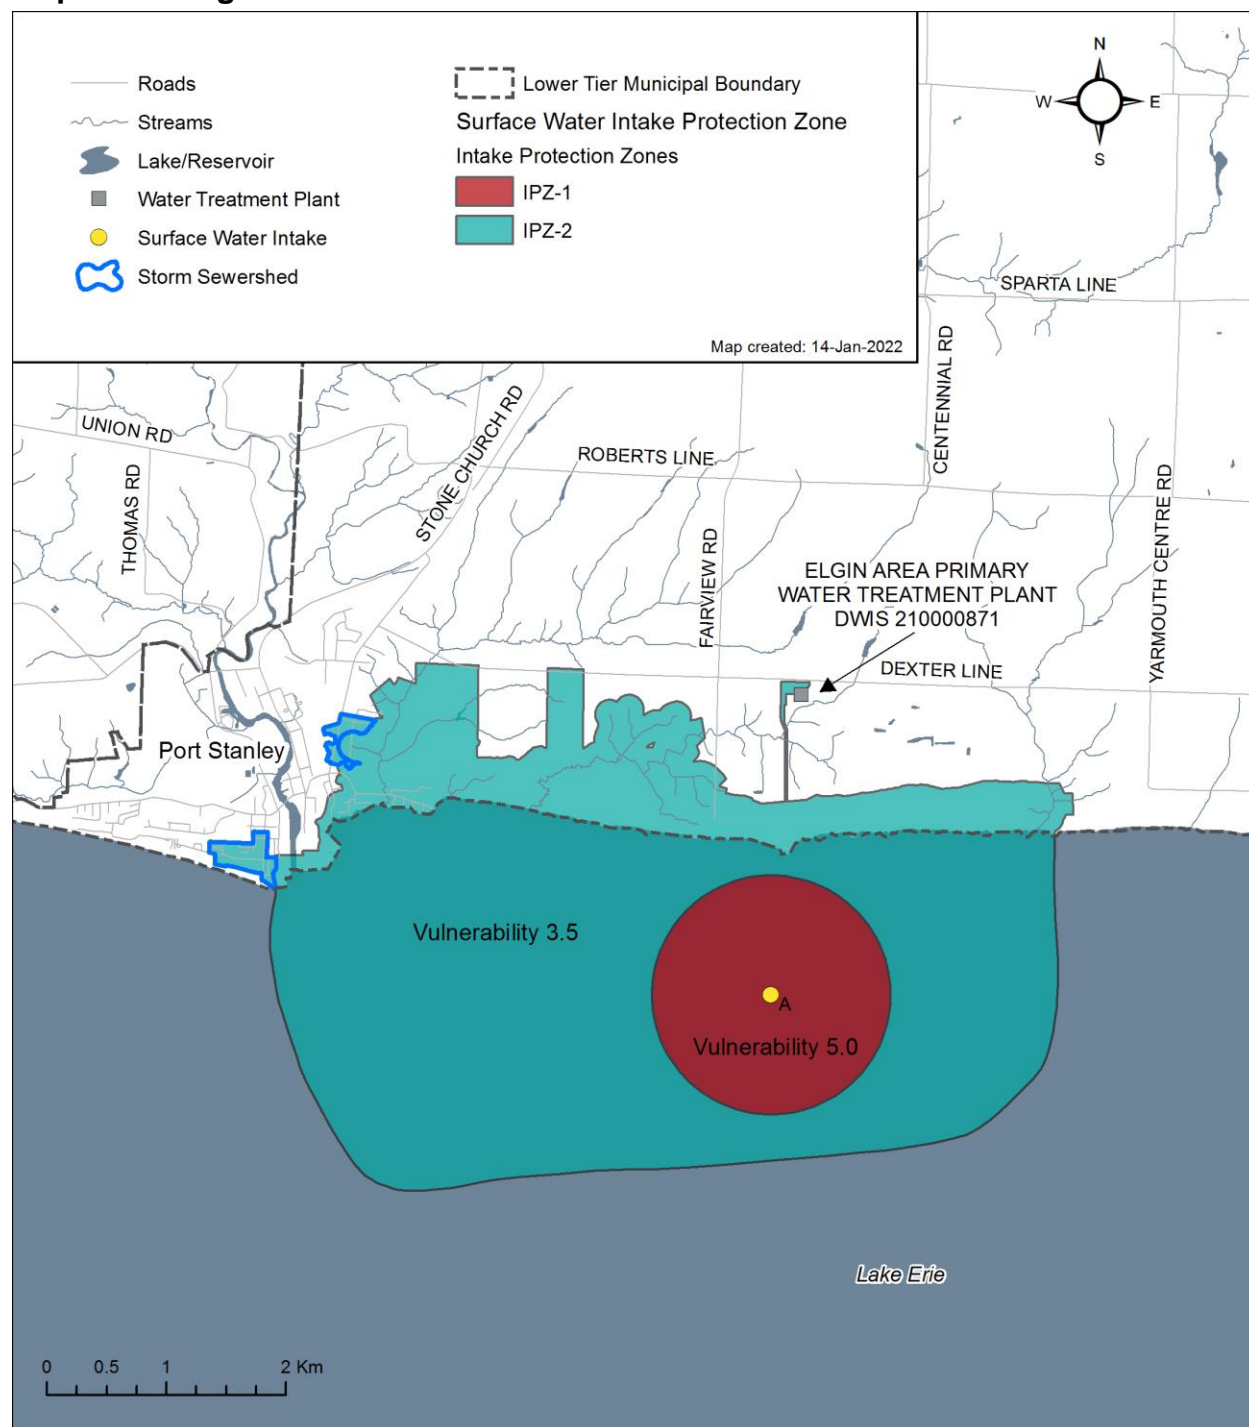 Roads
Streams
Lake/Reservoir
Water Treatment Plant
Surface Water Intake
Storm Sewershed
Lower Tier Municipal Boundary
Surface Water Intake Protection Zone
Intake Protection Zones
IPZ-1
IPZ-2
Map created: 14-Jan-2022
N
W
E
S
SPARTA LINE
CENTENNIAL RD
UNION RD
THOMAS RD
STONE CHURCH RD
ROBERTS LINE
FAIRVIEW RD
YARMOUTH CENTRE RD
ELGIN AREA PRIMARY
WATER TREATMENT PLANT
DWIS 210000871
DEXTER LINE
Port Stanley
Vulnerability 3.5
A
Vulnerability 5.0
Lake Erie
0 0.5 1 2 Km